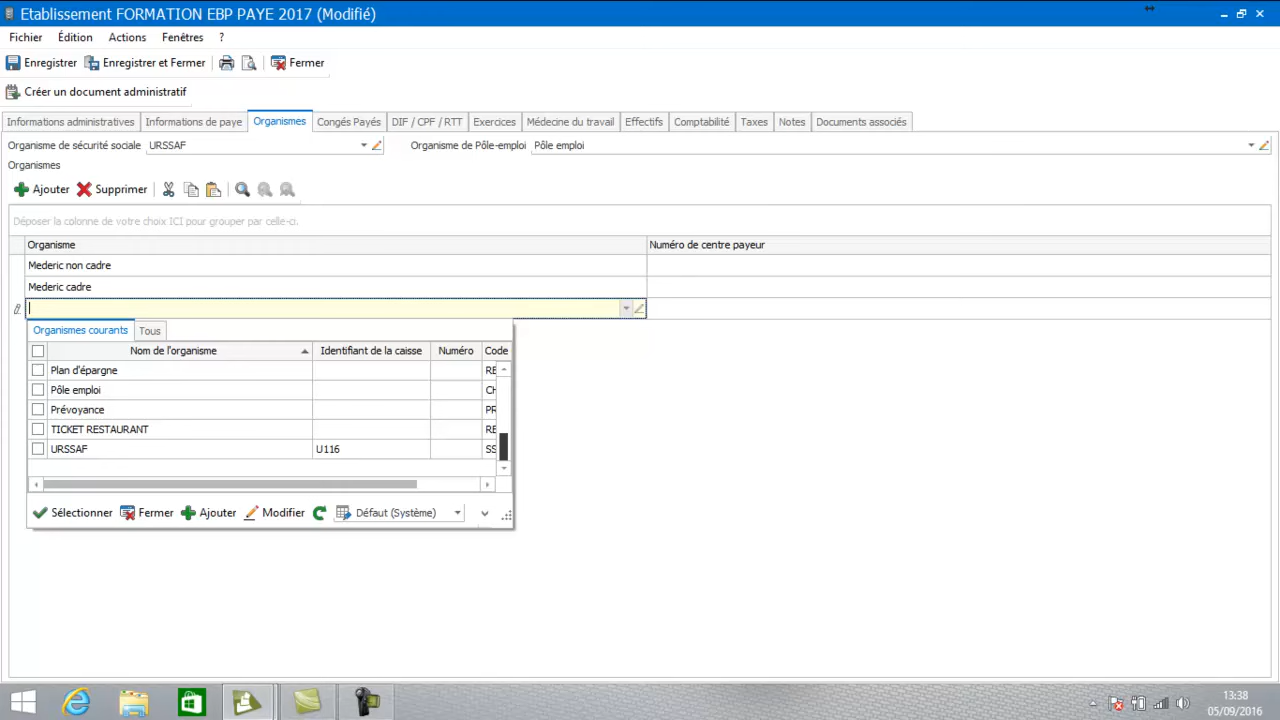 Etablissement FORMATION EBP PAYE 2017 (Modifié)
Fichier Édition Actions Fenêtres ?
Enregistrer Enregistrer et Fermer Fermer
Créer un document administratif
Informations administratives Informations de paye Organismes Congés Payés DIF / CPF / RTT Exercices Médecine du travail Effectifs Comptabilité Taxes Notes Documents associés
Organisme de sécurité sociale URSSAF Organisme de Pôle-emploi Pôle emploi
Organismes
Ajouter Supprimer
Déposer la colonne de votre choix ICI pour grouper par celle-ci.
Organisme Numéro de centre payeur
Mederic non cadre
Mederic cadre
Organismes courants Tous
Nom de l'organisme Identifiant de la caisse Numéro Code
Plan d'épargne RE
Pôle emploi CH
Prévoyance PR
TICKET RESTAURANT RE
URSSAF U116 SS
Sélectionner Fermer Ajouter Modifier Défaut (Système)
13:38
05/09/2016